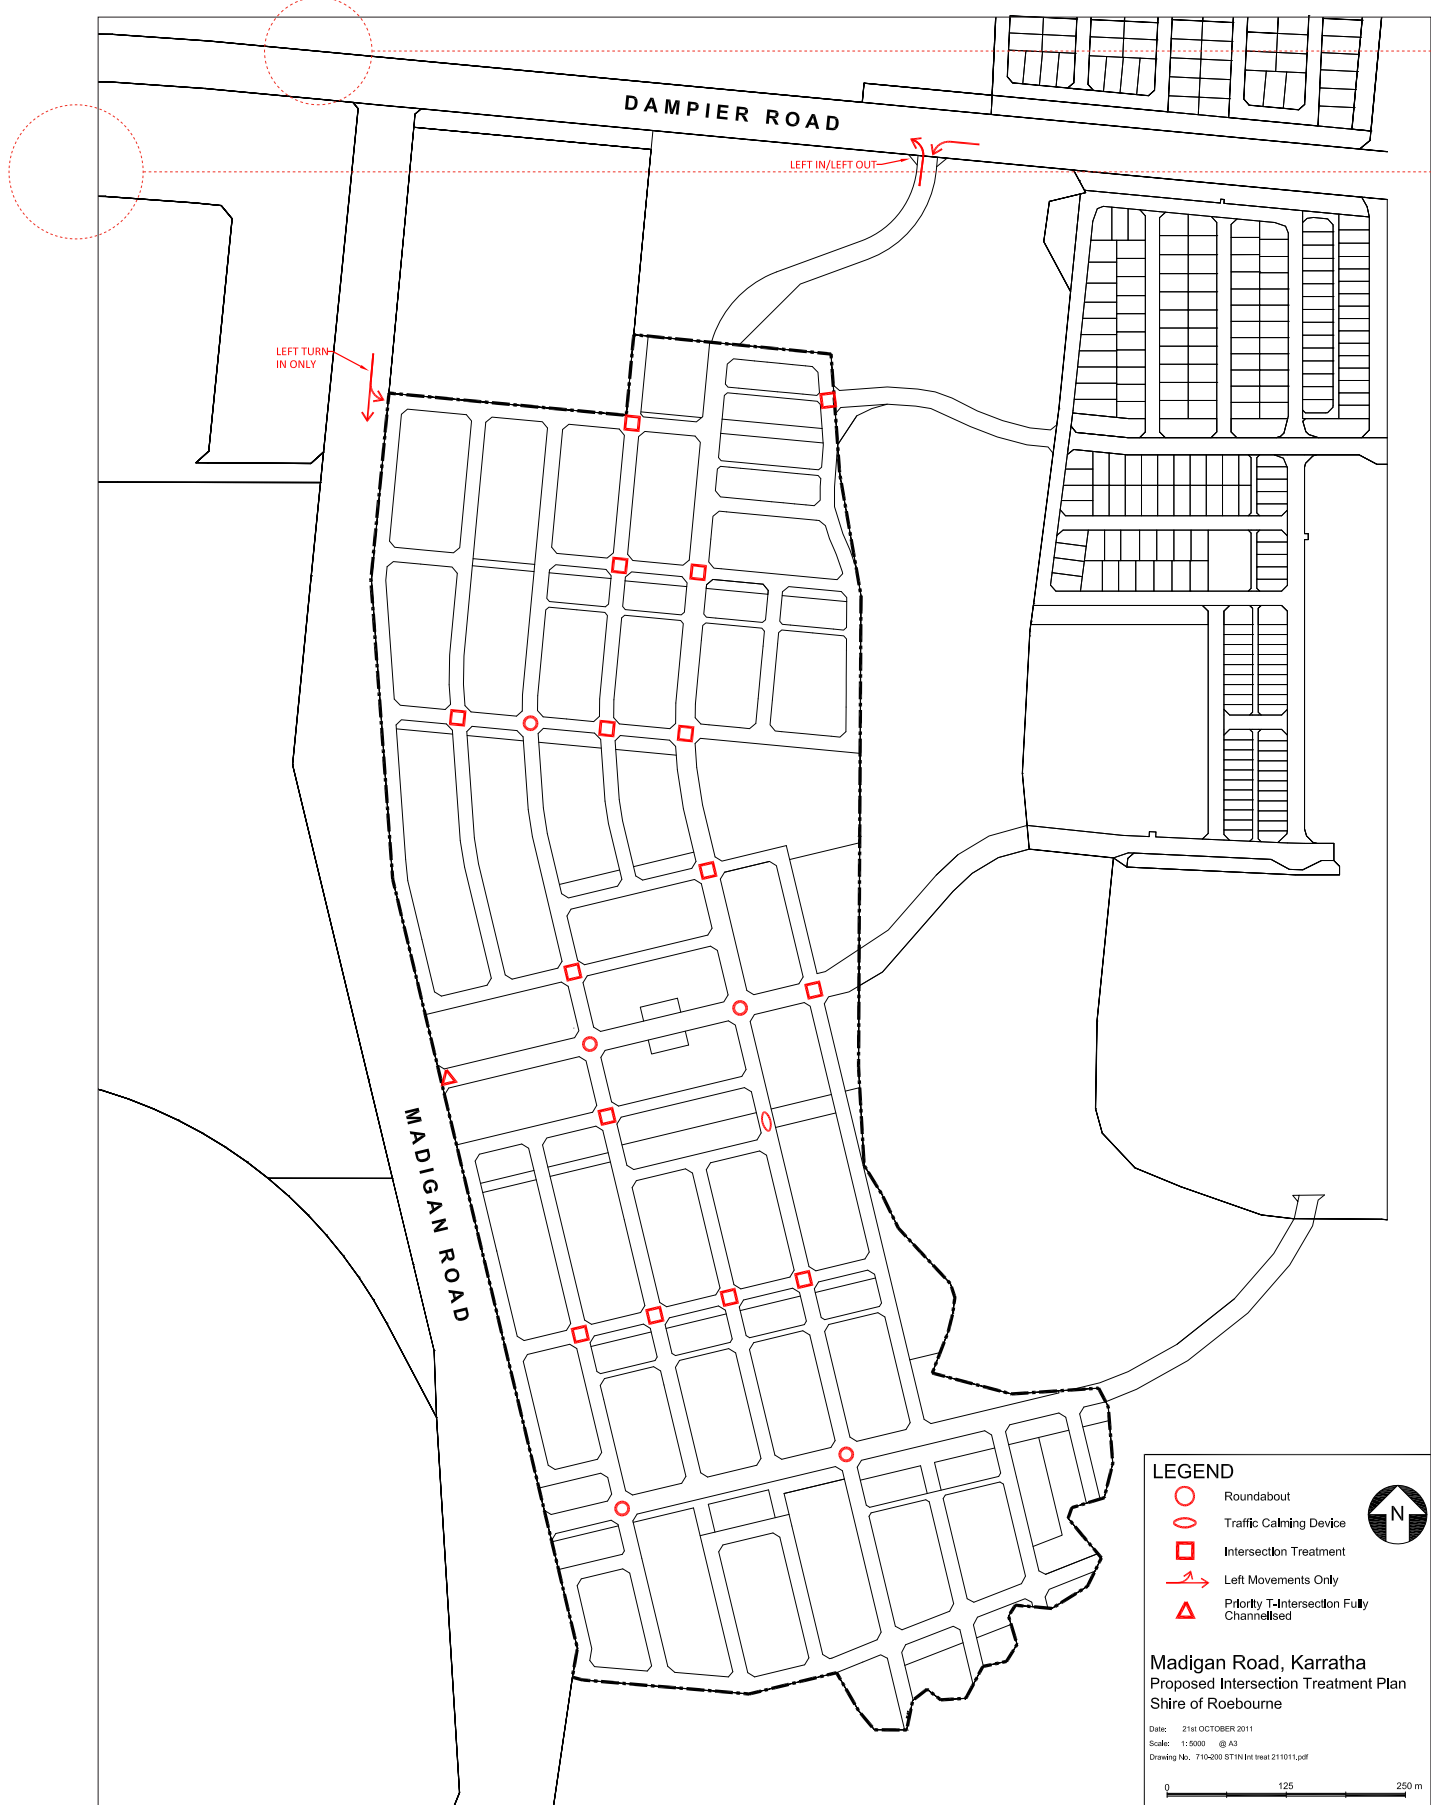 DAMPIER ROAD
LEFT IN/LEFT OUT
LEFT TURN
IN ONLY
MADIGAN ROAD
LEGEND
Roundabout
Traffic Calming Device
Intersection Treatment
Left Movements Only
Priority T-Intersection Fully
Channelised
N
Madigan Road, Karratha
Proposed Intersection Treatment Plan
Shire of Roebourne
Date: 21st OCTOBER 2011
Scale: 1:5000 @ A3
Drawing No. 710-200 ST1N Int treat 211011.pdf
0 125 250 m